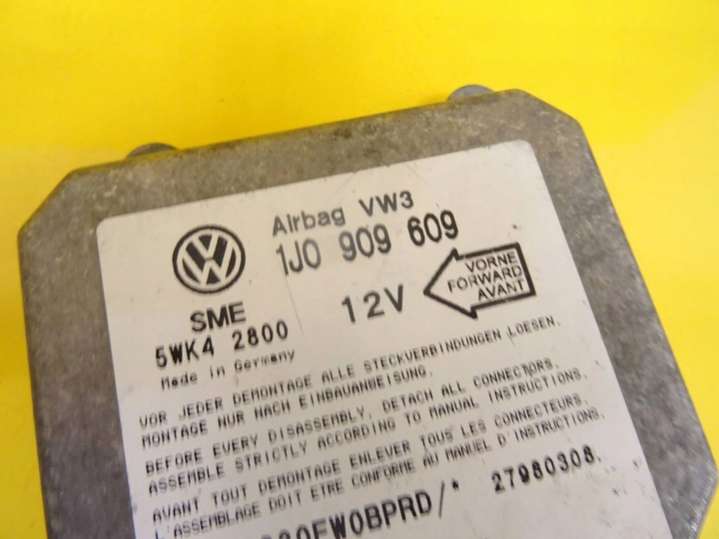 Airbag VW3
1J0 909 609
SME
5WK4 2800
Made in Germany
12V
VORNE
FORWARD
AVANT
VOR JEDER DEMONTAGE ALLE STECKVERBINDUNGEN LOESEN.
MONTAGE NUR NACH EINBAUANWEISUNG.
BEFORE EVERY DISASSEMBLY, DETACH ALL CONNECTORS.
ASSEMBLE STRICTLY ACCORDING TO MANUAL INSTRUCTIONS.
AVANT TOUT DEMONTAGE ENLEVER TOUS LES CONNECTEURS.
L'ASSEMBLAGE DOIT ETRE CONFORME AU MANUEL D'INSTRUCTIONS.
27980308.